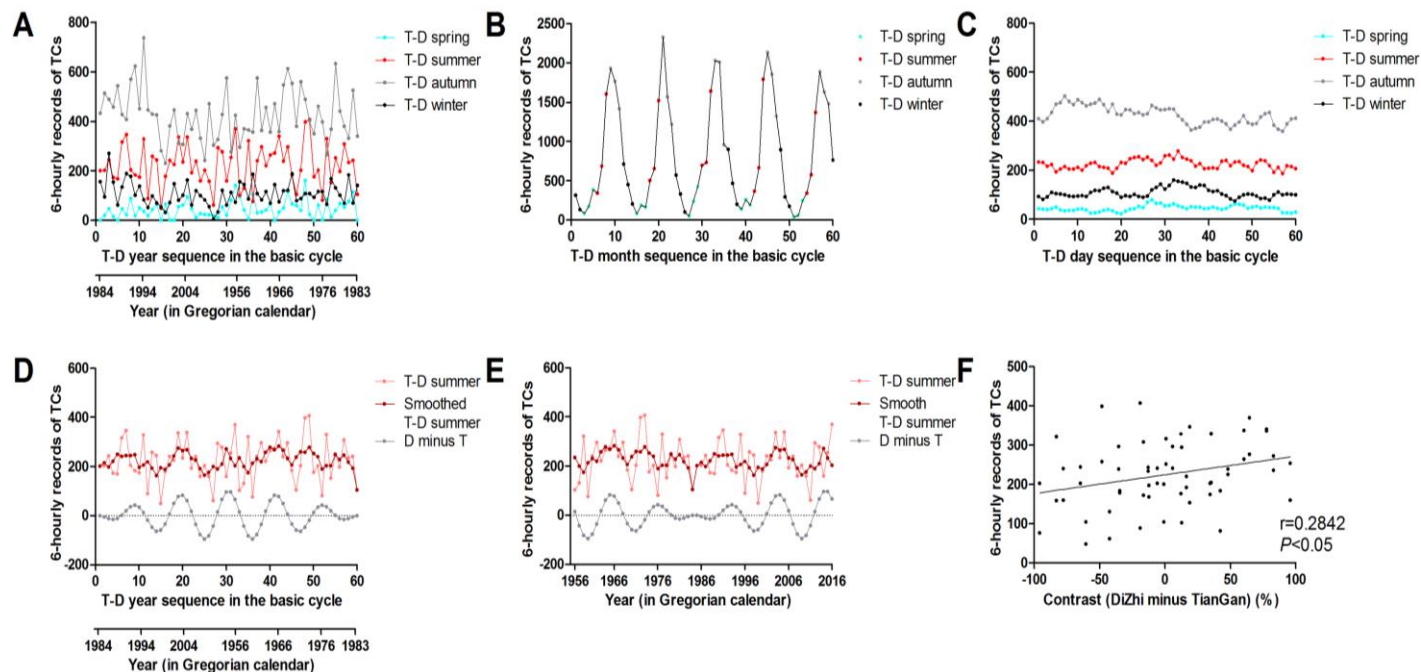 A
6-hourly records of TCs
800
600
400
200
0
0 10 20 30 40 50 60
T-D year sequence in the basic cycle
1984 1994 2004 1956 1966 1976 1983
Year (in Gregorian calendar)
T-D spring
T-D summer
T-D autumn
T-D winter
B
6-hourly records of TCs
2500
2000
1500
1000
500
0
0 10 20 30 40 50 60
T-D month sequence in the basic cycle
T-D spring
T-D summer
T-D autumn
T-D winter
C
6-hourly records of TCs
800
600
400
200
0
0 10 20 30 40 50 60
T-D day sequence in the basic cycle
T-D spring
T-D summer
T-D autumn
T-D winter
D
6-hourly records of TCs
600
400
200
0
-200
0 10 20 30 40 50 60
T-D year sequence in the basic cycle
1984 1994 2004 1956 1966 1976 1983
Year (in Gregorian calendar)
T-D summer
Smoothed
T-D summer
D minus T
E
6-hourly records of TCs
600
400
200
0
-200
1956 1966 1976 1986 1996 2006 2016
Year (in Gregorian calendar)
T-D summer
Smooth
T-D summer
D minus T
F
6-hourly records of TCs
500
400
300
200
100
0
-100 -50 0 50 100
Contrast (DiZhi minus TianGan) (%)
r=0.2842
P<0.05